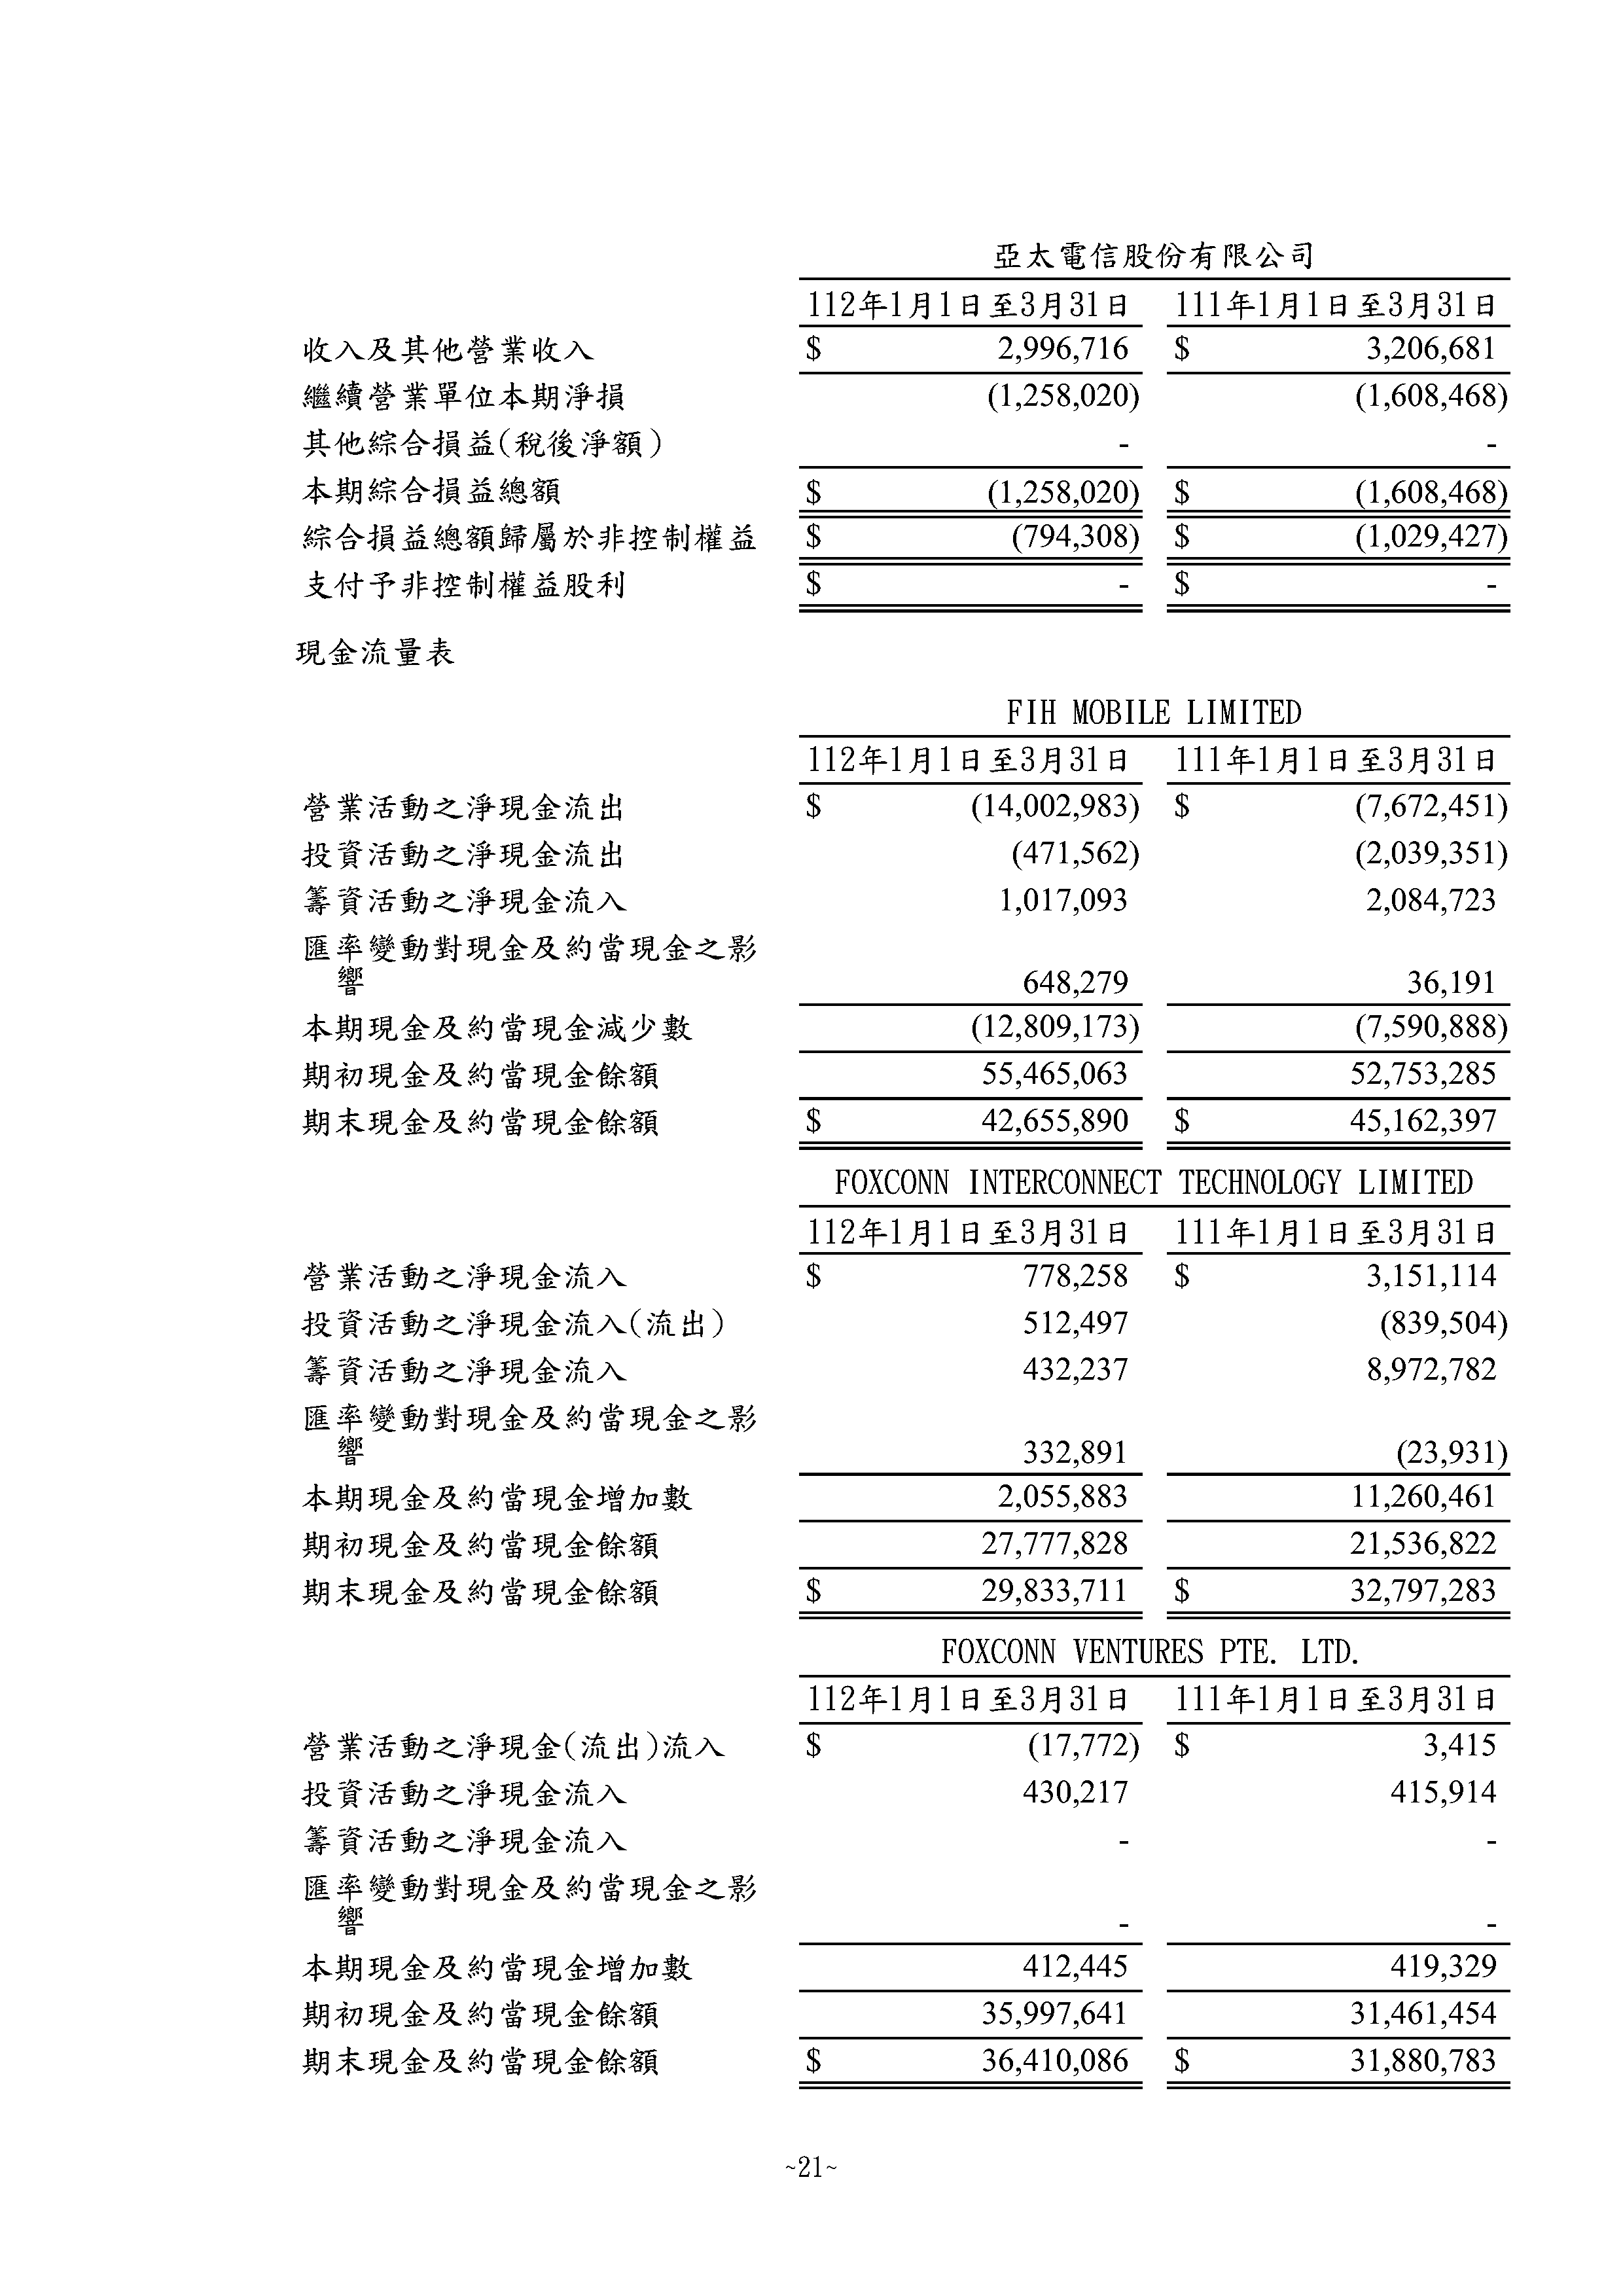 亞太電信股份有限公司
112年1月1日至3月31日 111年1月1日至3月31日
收入及其他營業收入 $ 2,996,716 $ 3,206,681
繼續營業單位本期淨損 (1,258,020) (1,608,468)
其他綜合損益(稅後淨額) - -
本期綜合損益總額 $ (1,258,020) $ (1,608,468)
綜合損益總額歸屬於非控制權益 $ (794,308) $ (1,029,427)
支付予非控制權益股利 $ - $ -
現金流量表
FIH MOBILE LIMITED
112年1月1日至3月31日 111年1月1日至3月31日
營業活動之淨現金流出 $ (14,002,983) $ (7,672,451)
投資活動之淨現金流出 (471,562) (2,039,351)
籌資活動之淨現金流入 1,017,093 2,084,723
匯率變動對現金及約當現金之影
響 648,279 36,191
本期現金及約當現金減少數 (12,809,173) (7,590,888)
期初現金及約當現金餘額 55,465,063 52,753,285
期末現金及約當現金餘額 $ 42,655,890 $ 45,162,397
FOXCONN INTERCONNECT TECHNOLOGY LIMITED
112年1月1日至3月31日 111年1月1日至3月31日
營業活動之淨現金流入 $ 778,258 $ 3,151,114
投資活動之淨現金流入(流出) 512,497 (839,504)
籌資活動之淨現金流入 432,237 8,972,782
匯率變動對現金及約當現金之影
響 332,891 (23,931)
本期現金及約當現金增加數 2,055,883 11,260,461
期初現金及約當現金餘額 27,777,828 21,536,822
期末現金及約當現金餘額 $ 29,833,711 $ 32,797,283
FOXCONN VENTURES PTE. LTD.
112年1月1日至3月31日 111年1月1日至3月31日
營業活動之淨現金(流出)流入 $ (17,772) $ 3,415
投資活動之淨現金流入 430,217 415,914
籌資活動之淨現金流入 - -
匯率變動對現金及約當現金之影
響 - -
本期現金及約當現金增加數 412,445 419,329
期初現金及約當現金餘額 35,997,641 31,461,454
期末現金及約當現金餘額 $ 36,410,086 $ 31,880,783
~21~